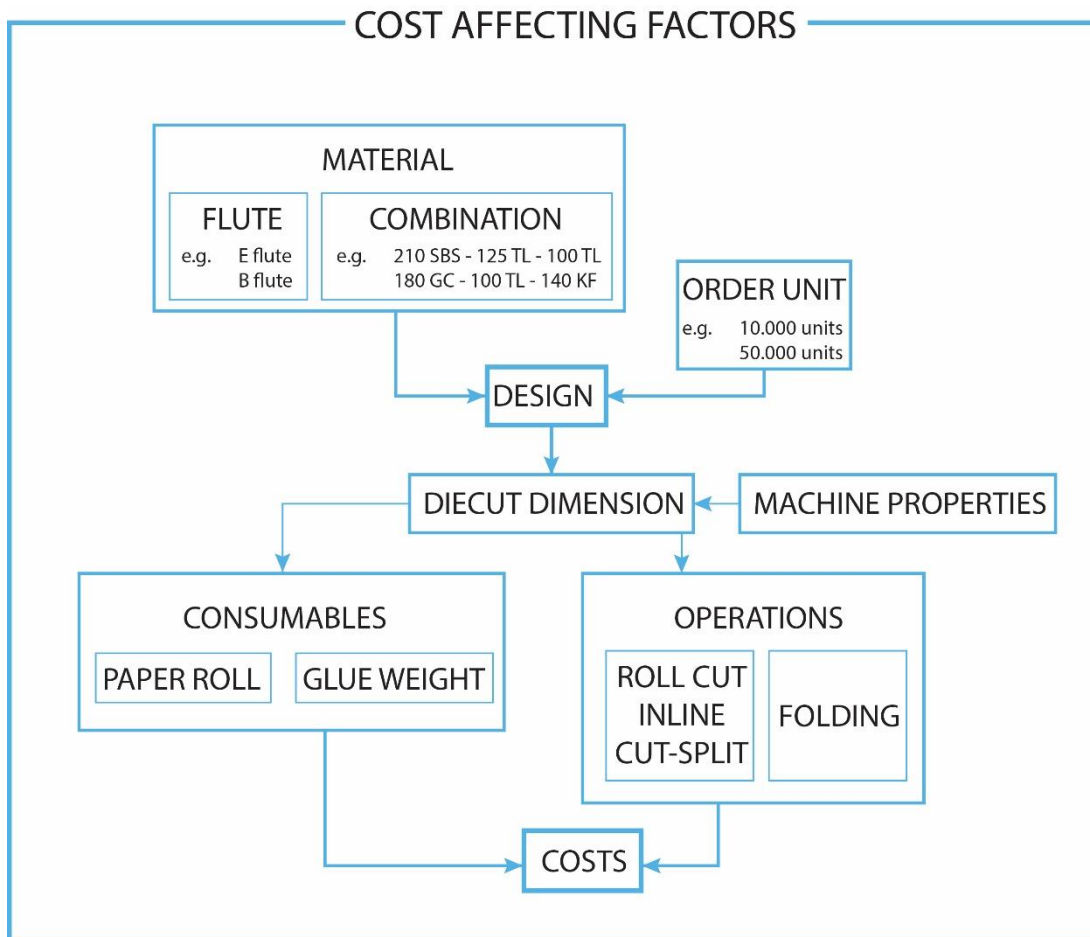 COST AFFECTING FACTORS
MATERIAL
FLUTE
e.g. E flute
B flute
COMBINATION
e.g. 210 SBS - 125 TL - 100 TL
180 GC - 100 TL - 140 KF
ORDER UNIT
e.g. 10.000 units
50.000 units
DESIGN
DIECUT DIMENSION
MACHINE PROPERTIES
CONSUMABLES
PAPER ROLL
GLUE WEIGHT
OPERATIONS
ROLL CUT
INLINE
CUT-SPLIT
FOLDING
COSTS